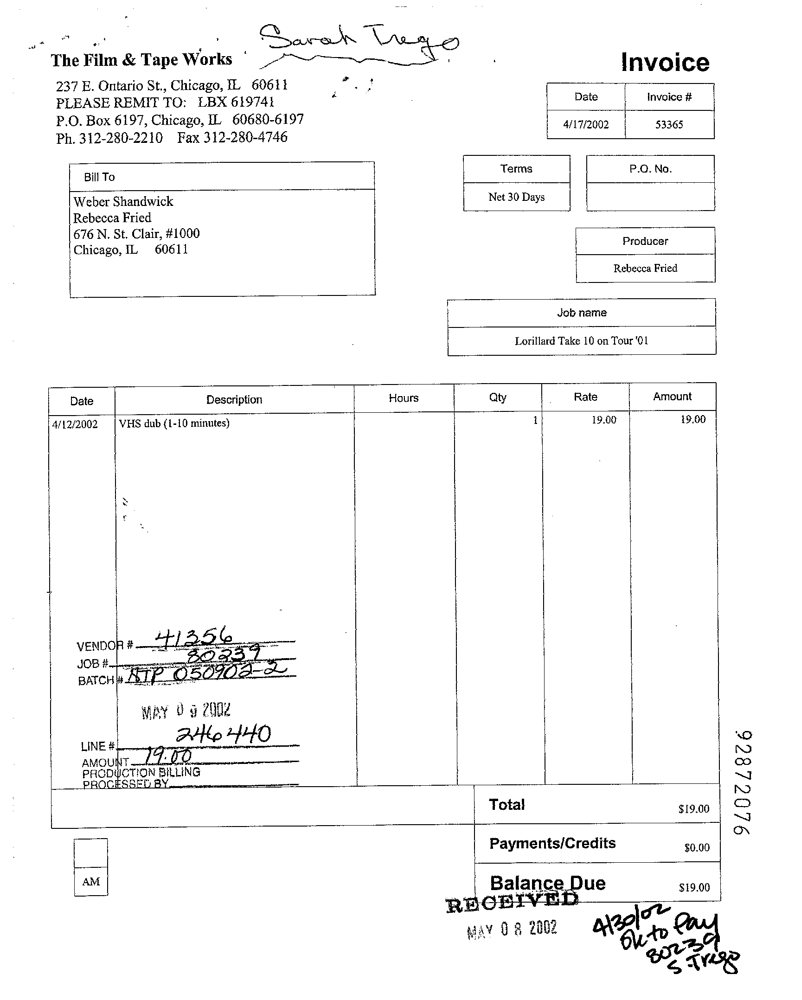 Sarah Trego
The Film & Tape Works
Invoice
237 E. Ontario St., Chicago, IL 60611
PLEASE REMIT TO: LBX 619741
P.O. Box 6197, Chicago, IL 60680-6197
Ph. 312-280-2210 Fax 312-280-4746
Date Invoice #
4/17/2002 53365
Bill To
Weber Shandwick
Rebecca Fried
676 N. St. Clair, #1000
Chicago, IL 60611
Terms P.O. No.
Net 30 Days
Producer
Rebecca Fried
Job name
Lorillard Take 10 on Tour '01
Date Description Hours Qty Rate Amount
4/12/2002 VHS dub (1-10 minutes) 1 19.00 19.00
VENDOR # 41356
JOB # 80239
BATCH # 050902-2
MAY 09 2002
LINE # 246440
AMOUNT 19.00
PRODUCTION BILLING
PROCESSED BY
Total $19.00
Payments/Credits $0.00
Balance Due $19.00
AM
RECEIVED
MAY 08 2002
4/30/02
Ok to Pay
80239
S. Trego
92872076